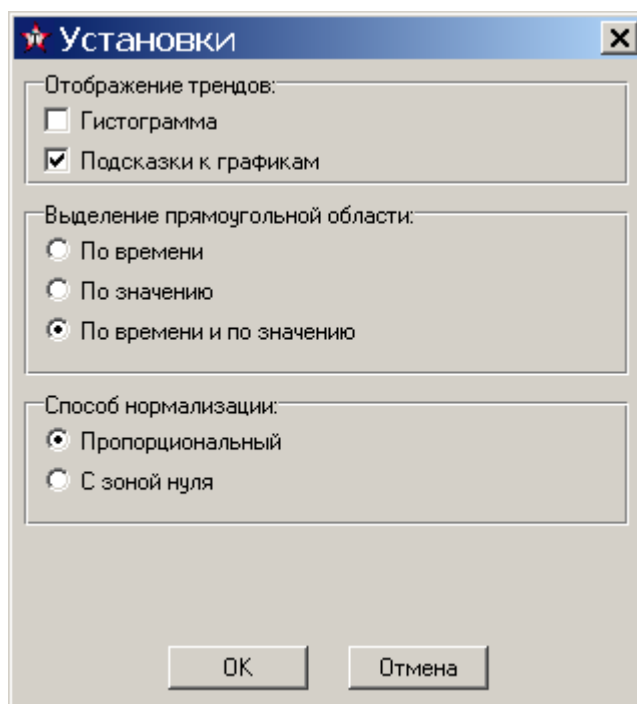 Установки
Отображение трендов:
Гистограмма
Подсказки к графикам
Выделение прямоугольной области:
По времени
По значению
По времени и по значению
Способ нормализации:
Пропорциональный
С зоной нуля
OK
Отмена